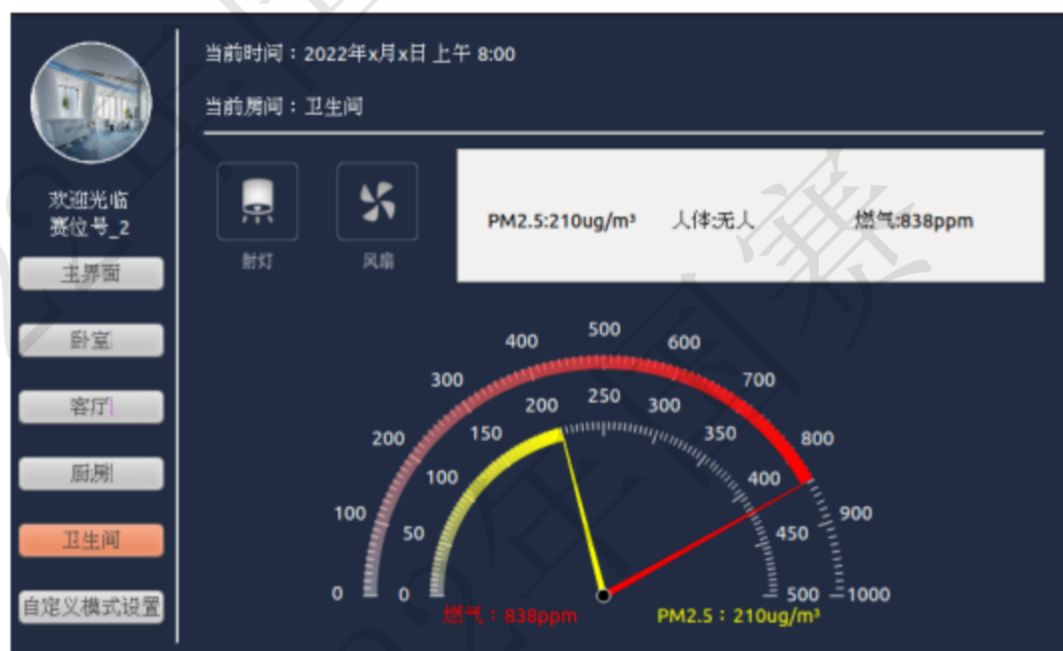 当前时间：2022年x月x日 上午 8:00
当前房间：卫生间
欢迎光临
赛位号_2
主界面
卧室
客厅
厨房
卫生间
自定义模式设置
射灯
风扇
PM2.5:210ug/m³ 人体:无人 燃气:838ppm
0
100
200
300
400
500
600
700
800
900
1000
0
50
100
150
200
250
300
350
400
450
500
燃气：838ppm
PM2.5：210ug/m³
22年国赛